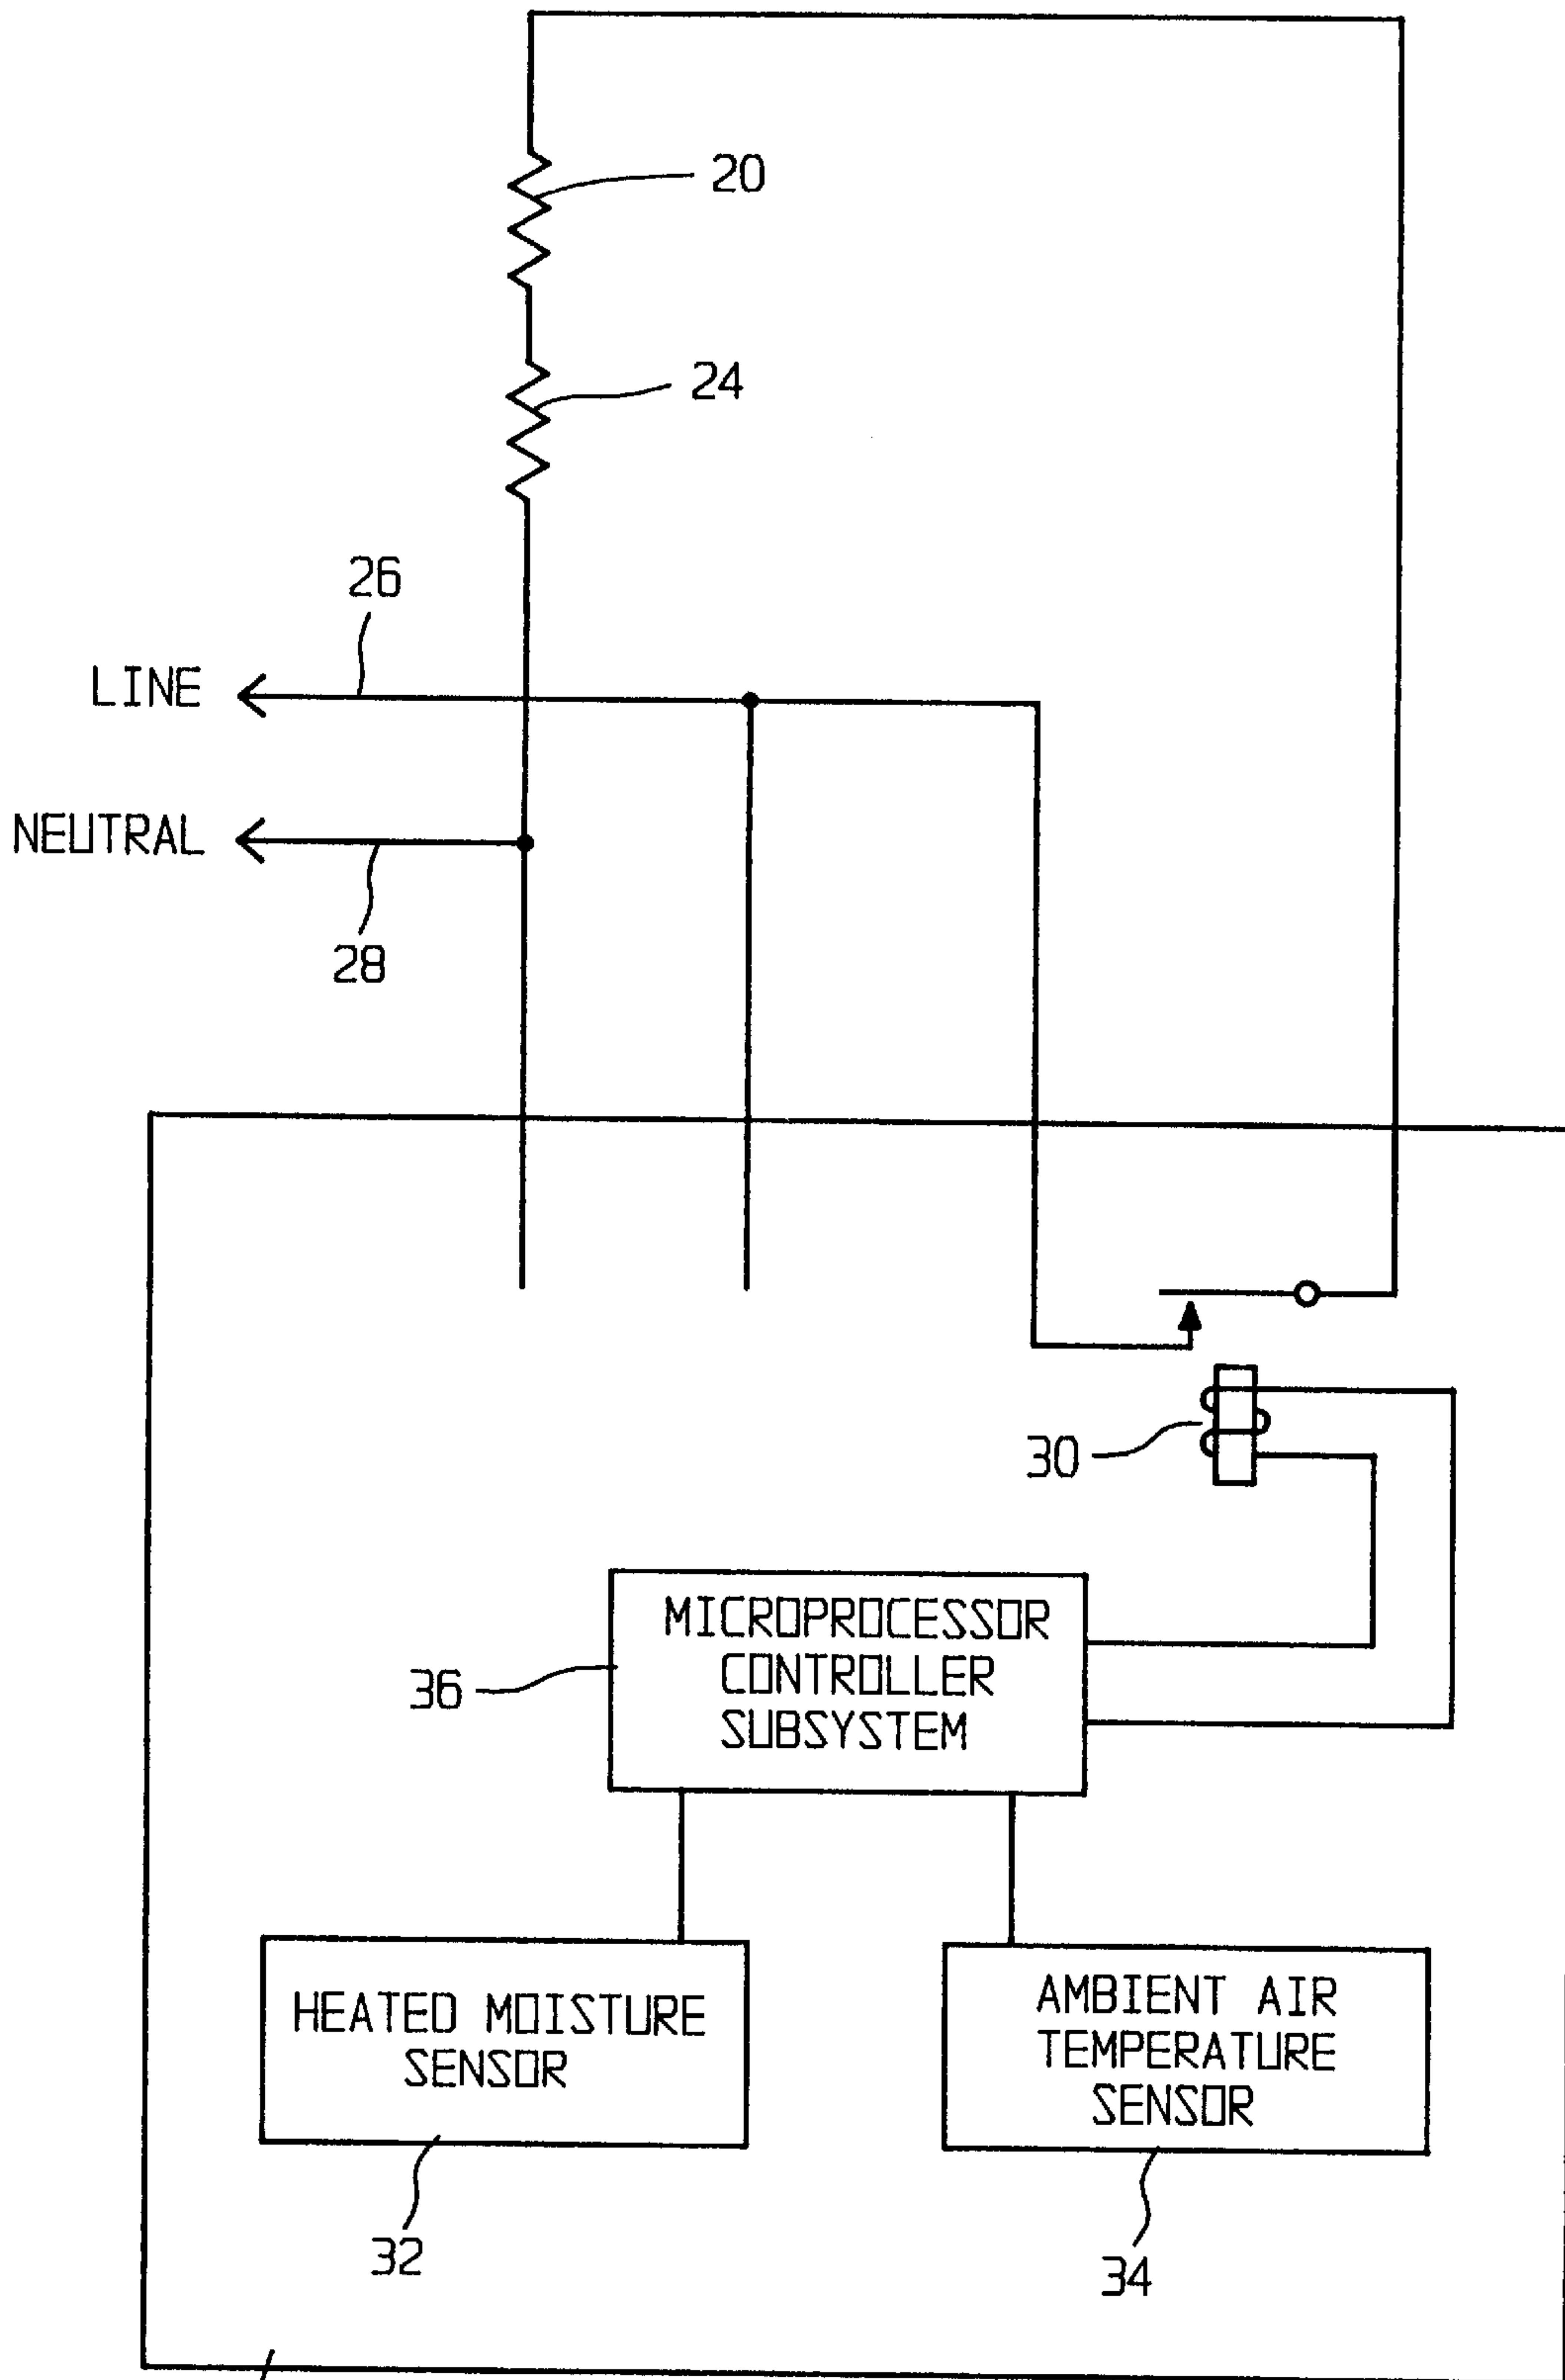 20
24
26
LINE
NEUTRAL
28
30
MICROPROCESSOR
CONTROLLER
SUBSYSTEM
36
HEATED MOISTURE
SENSOR
AMBIENT AIR
TEMPERATURE
SENSOR
32
34